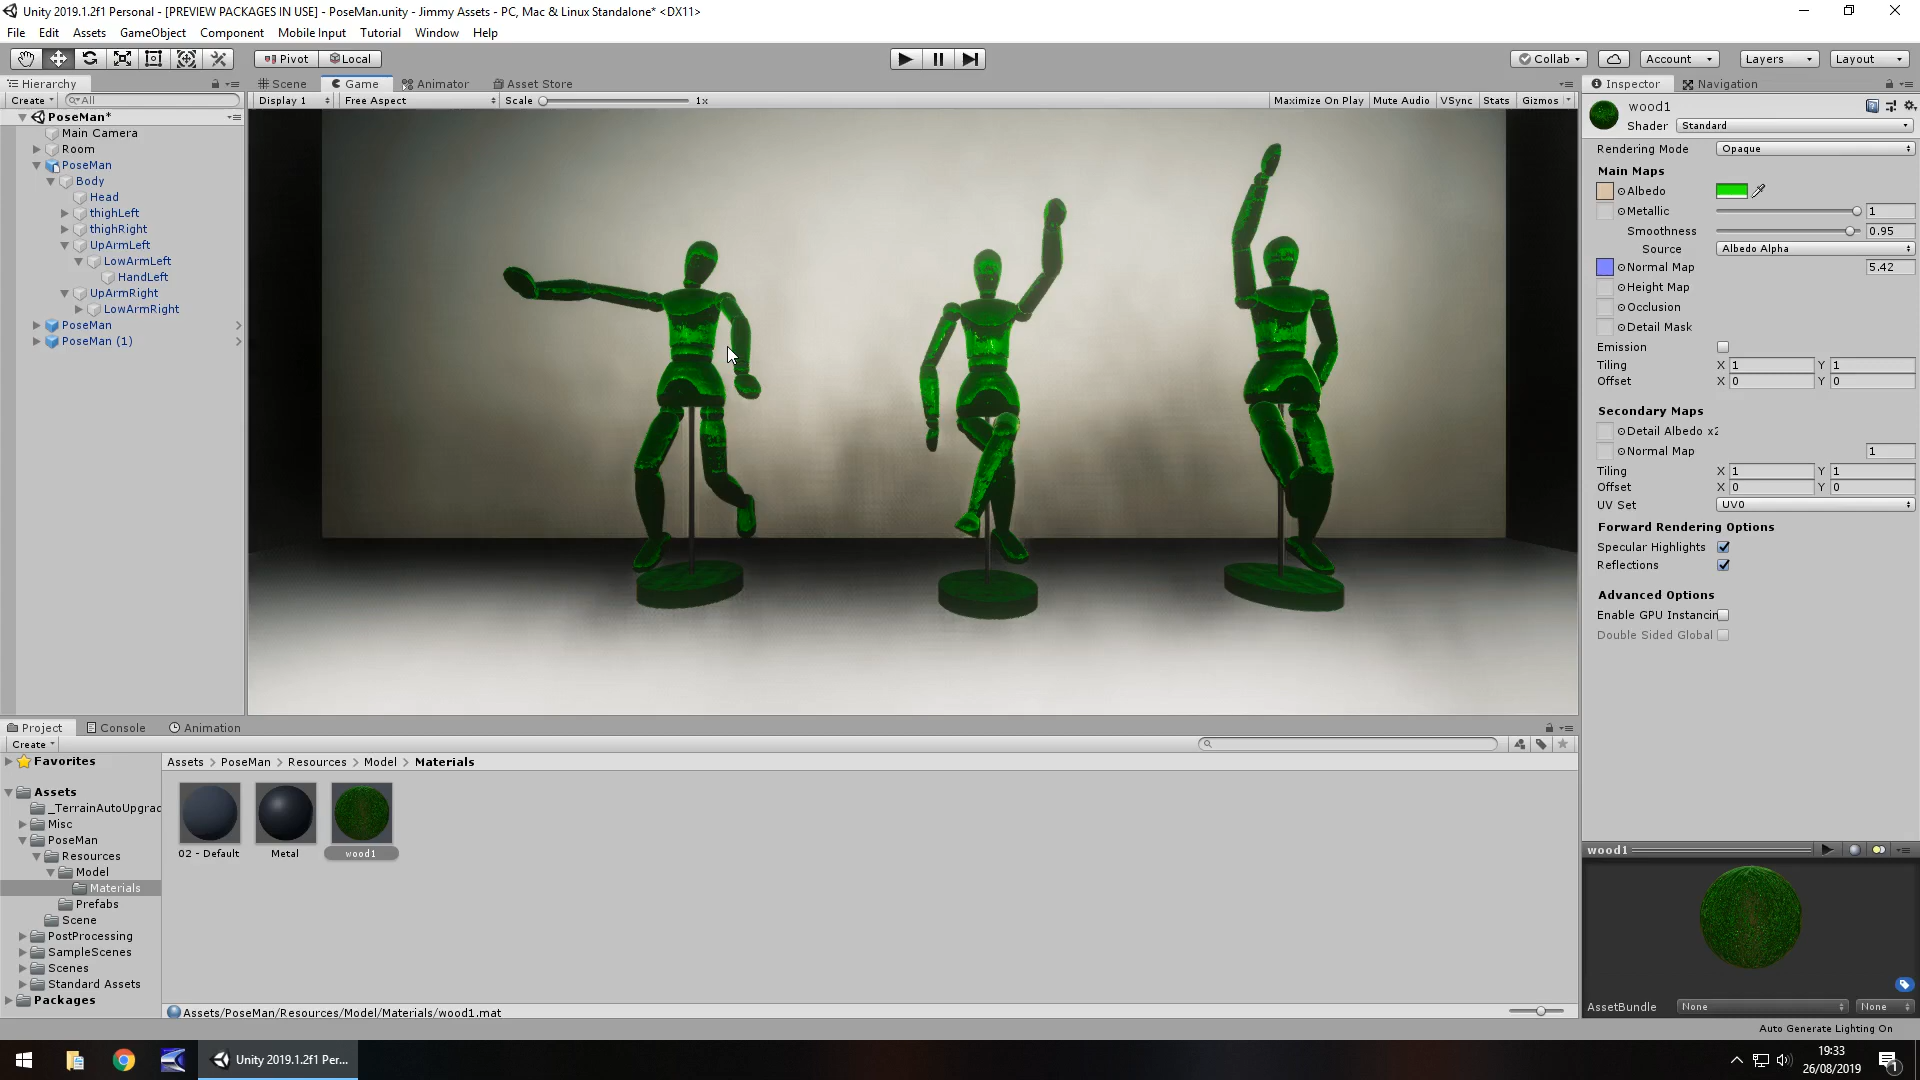 Unity 2019.1.2f1 Personal - [PREVIEW PACKAGES IN USE] - PoseMan.unity - Jimmy Assets - PC, Mac & Linux Standalone* <DX11>
File Edit Assets GameObject Component Mobile Input Tutorial Window Help
Pivot Local Collab Account Layers Layout
Hierarchy
Create All
PoseMan*
Main Camera
Room
PoseMan
Body
Head
thighLeft
thighRight
UpArmLeft
LowArmLeft
HandLeft
UpArmRight
LowArmRight
PoseMan
PoseMan (1)
Scene Game Animator Asset Store
Display 1 Free Aspect Scale 1x Maximize On Play Mute Audio VSync Stats Gizmos
Inspector Navigation
wood1
Shader Standard
Rendering Mode Opaque
Main Maps
Albedo
Metallic 1
Smoothness 0.95
Source Albedo Alpha
Normal Map 5.42
Height Map
Occlusion
Detail Mask
Emission
Tiling X 1 Y 1
Offset X 0 Y 0
Secondary Maps
Detail Albedo x2
Normal Map 1
Tiling X 1 Y 1
Offset X 0 Y 0
UV Set UV0
Forward Rendering Options
Specular Highlights
Reflections
Advanced Options
Enable GPU Instancin
Double Sided Global
Project Console Animation
Create
Favorites
Assets
_TerrainAutoUpgrad
Misc
PoseMan
Resources
Model
Materials
Prefabs
Scene
PostProcessing
SampleScenes
Scenes
Standard Assets
Packages
Assets > PoseMan > Resources > Model > Materials
02 - Default Metal wood1
Assets/PoseMan/Resources/Model/Materials/wood1.mat
wood1
AssetBundle None None
Auto Generate Lighting On
Unity 2019.1.2f1 Per...
19:33
26/08/2019
1